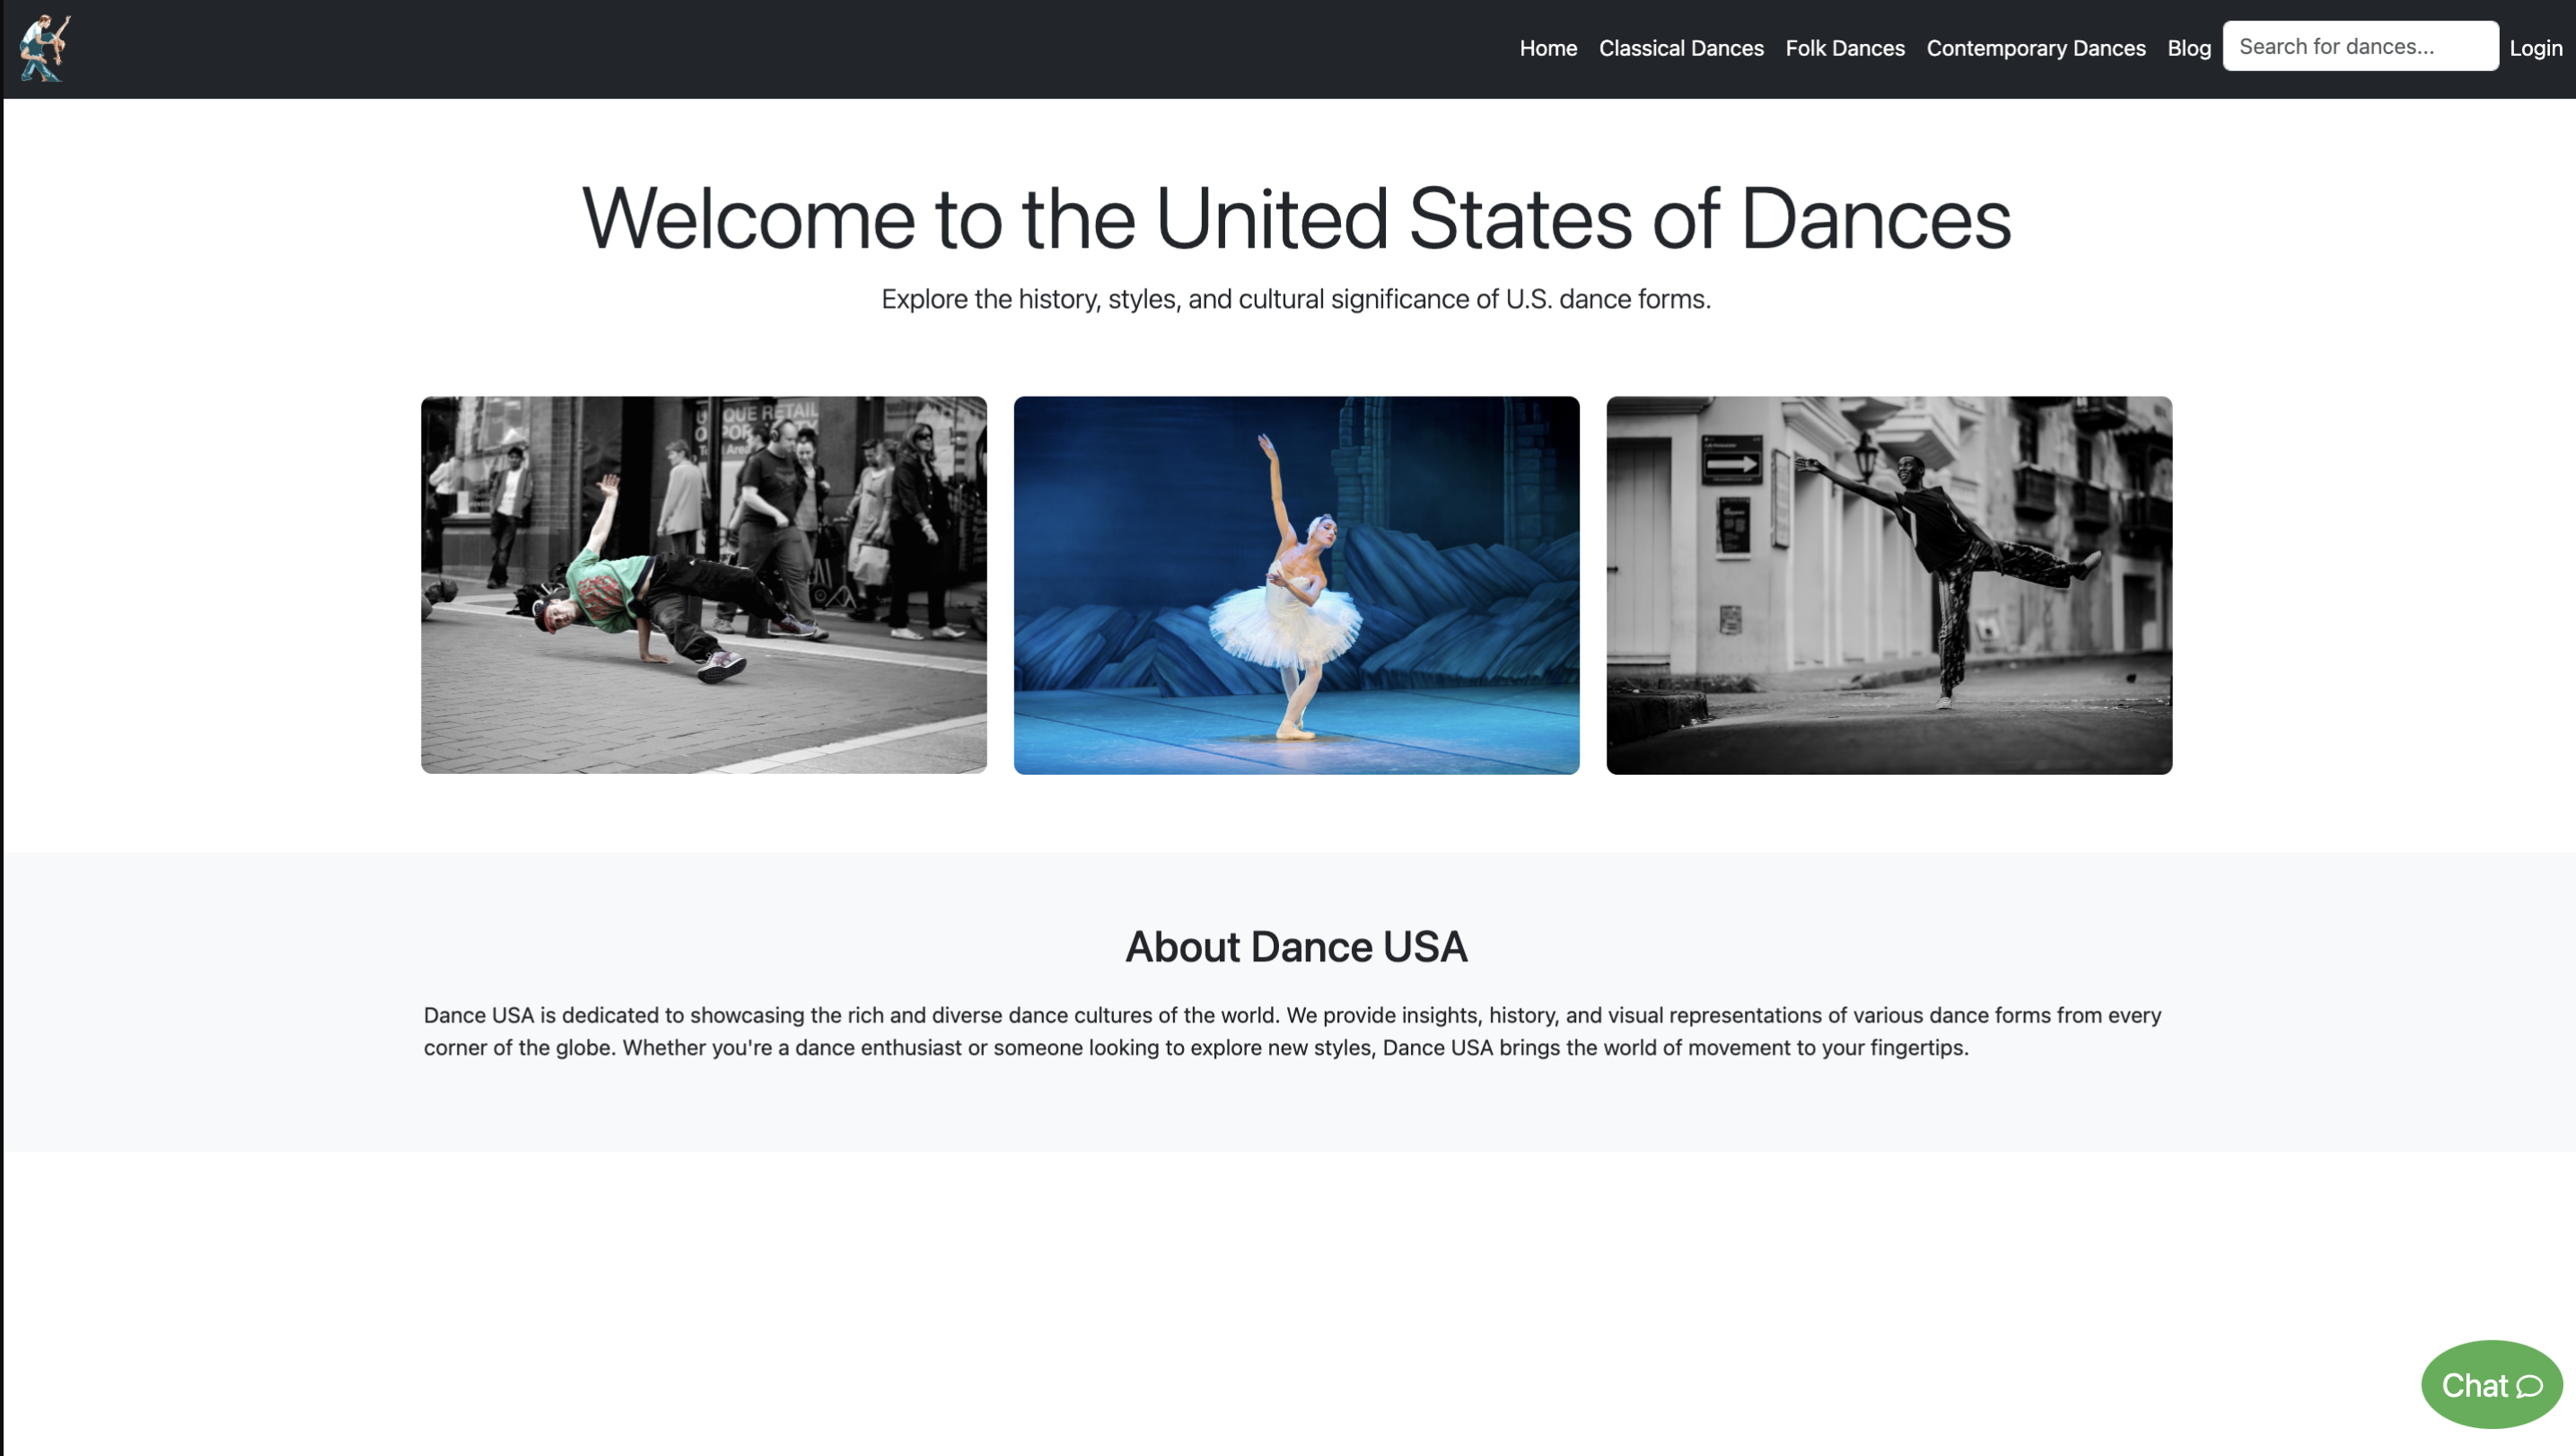 Home Classical Dances Folk Dances Contemporary Dances Blog Search for dances... Login
Welcome to the United States of Dances
Explore the history, styles, and cultural significance of U.S. dance forms.
QUE RETAIL
About Dance USA
Dance USA is dedicated to showcasing the rich and diverse dance cultures of the world. We provide insights, history, and visual representations of various dance forms from every
corner of the globe. Whether you're a dance enthusiast or someone looking to explore new styles, Dance USA brings the world of movement to your fingertips.
Chat